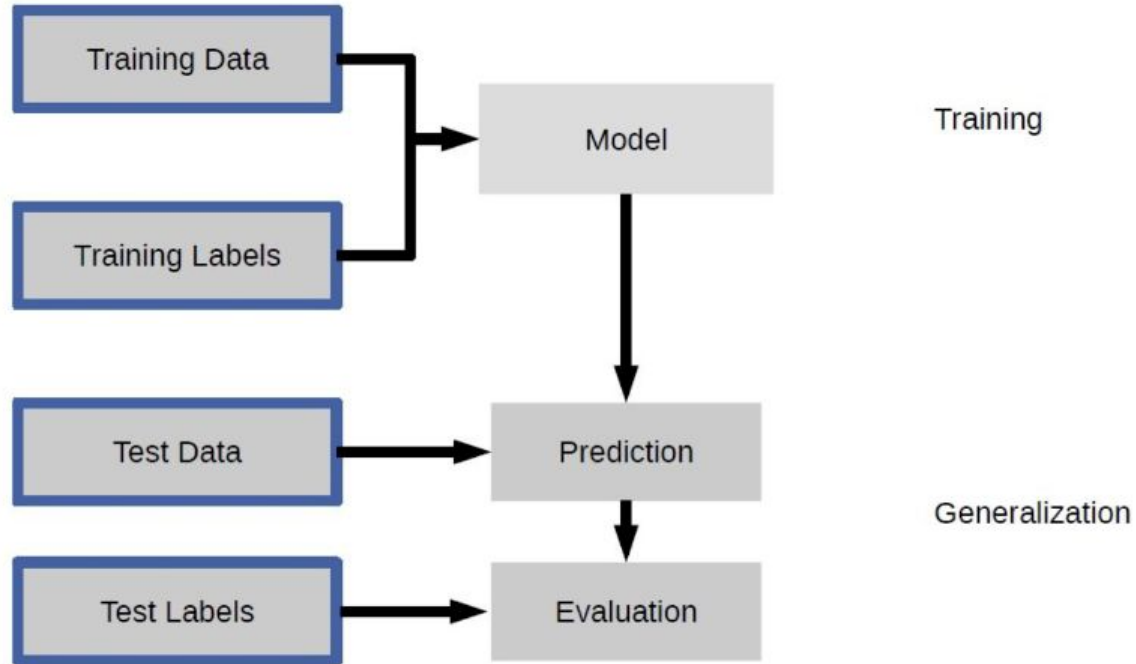 Training Data
Model
Training
Training Labels
Test Data
Prediction
Generalization
Test Labels
Evaluation